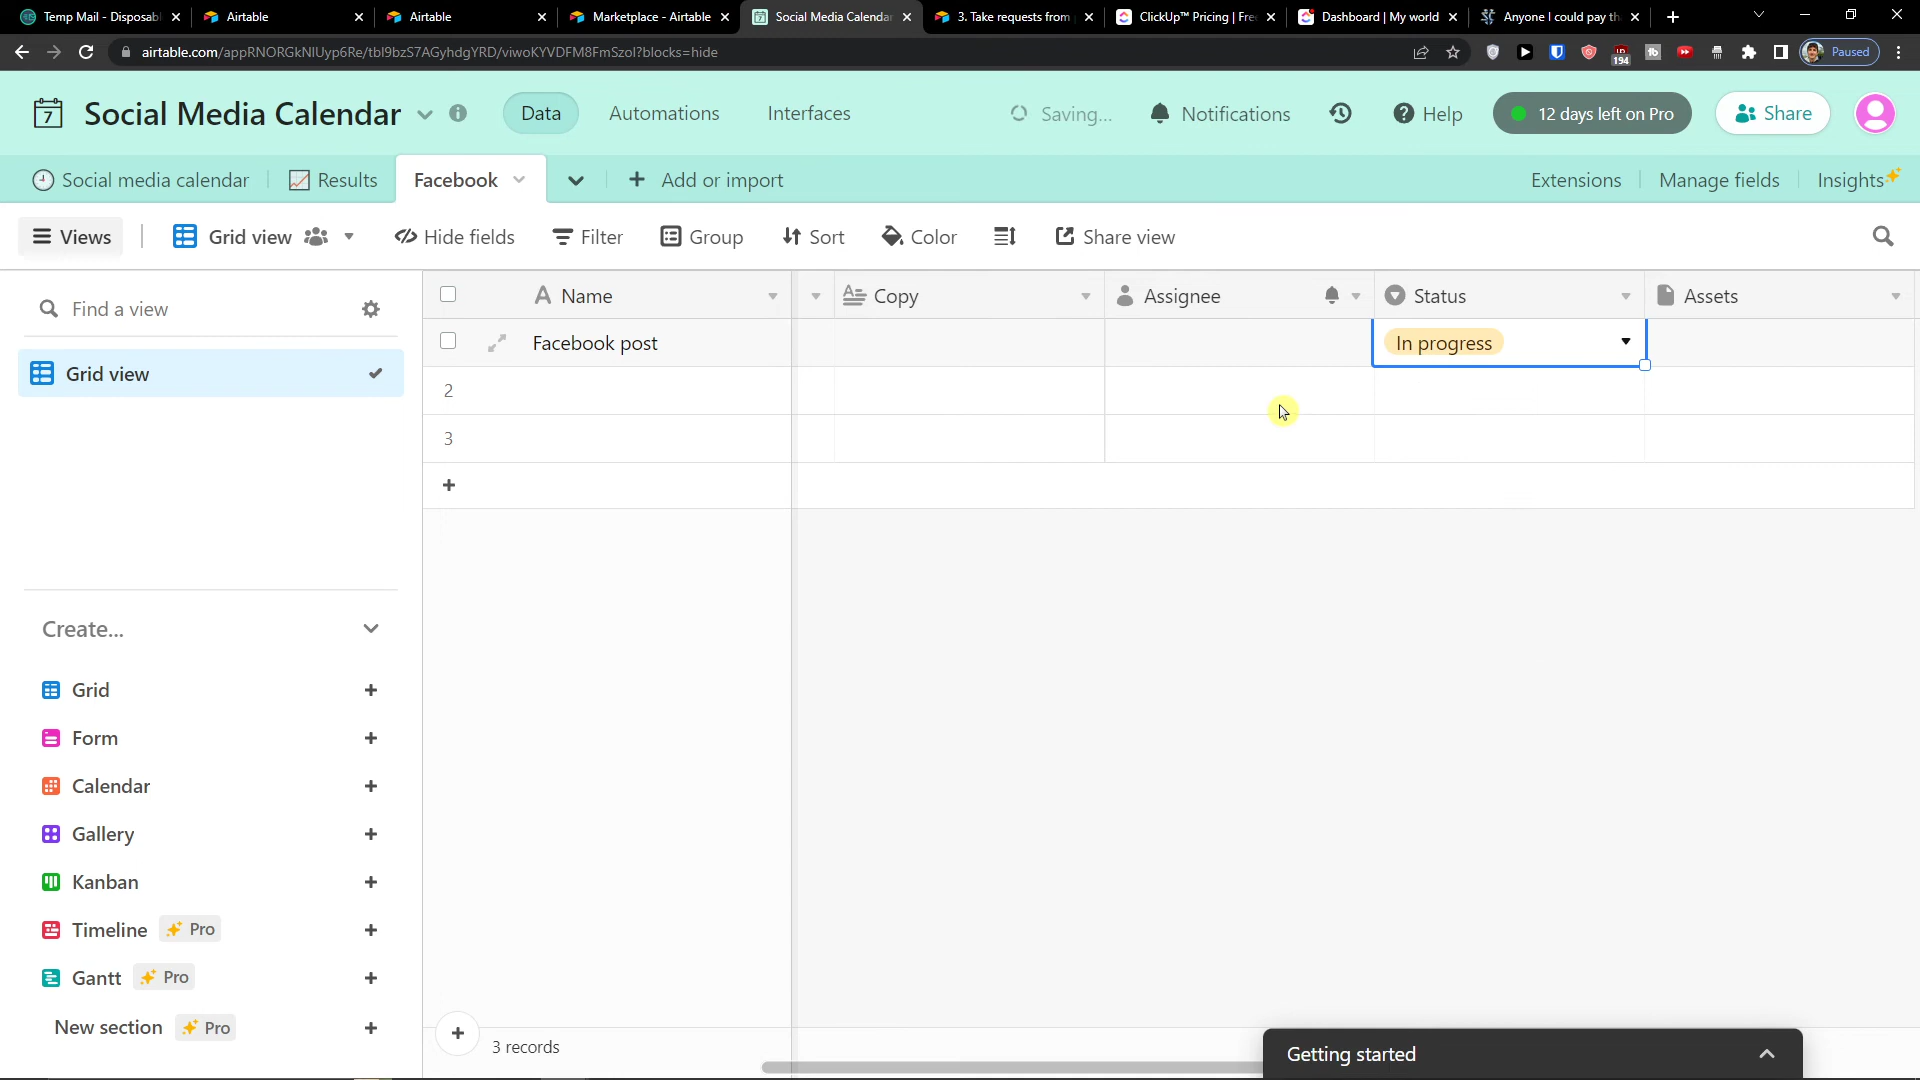 Temp Mail - Disposabl
Airtable
Airtable
Marketplace - Airtable
Social Media Calendar
3. Take requests from
ClickUp™ Pricing | Fre
Dashboard | My world
Anyone I could pay th
airtable.com/appRNORGkNlUyp6Re/tbl9bzS7AGyhdgYRD/viwoKYVDFM8FmSzol?blocks=hide
194
Paused
7
Social Media Calendar
Data
Automations
Interfaces
Saving...
Notifications
Help
12 days left on Pro
Share
Social media calendar
Results
Facebook
Add or import
Extensions
Manage fields
Insights
Views
Grid view
Hide fields
Filter
Group
Sort
Color
Share view
Find a view
Grid view
Name
Copy
Assignee
Status
Assets
Facebook post
In progress
2
3
Create...
Grid
Form
Calendar
Gallery
Kanban
Timeline Pro
Gantt Pro
New section Pro
3 records
Getting started